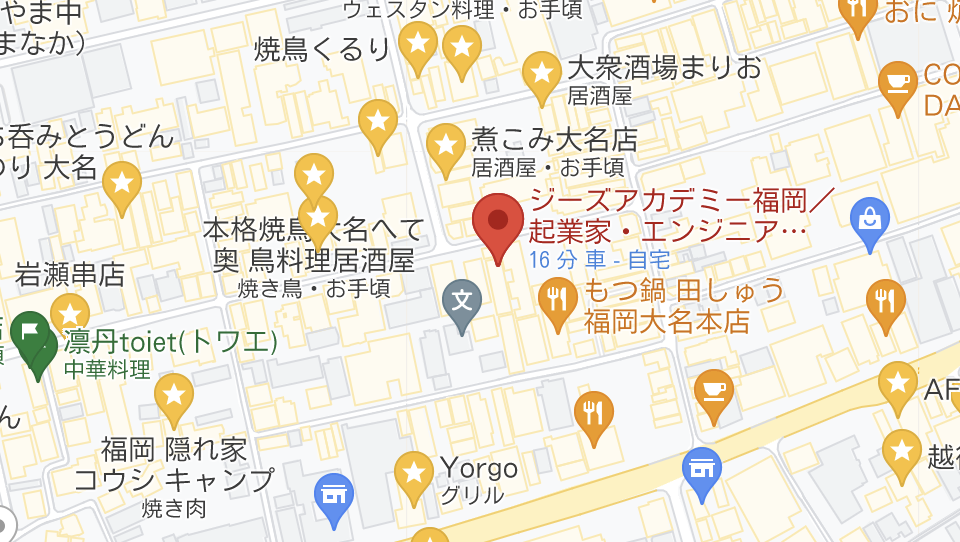 やま中
まなか）
ウェスタン料理・お手頃
焼鳥くるり
大衆酒場まりお
居酒屋
おに
CO
DA
呑みとうどん
り 大名
煮こみ大名店
居酒屋・お手頃
ジーズアカデミー福岡／
起業家・エンジニア…
16 分 車 - 自宅
本格焼鳥大名へて
奥 鳥料理居酒屋
焼き鳥・お手頃
岩瀬串店
もつ鍋 田しゅう
福岡大名本店
凛丹toiet(トワエ)
中華料理
ん
福岡 隠れ家
コウシ キャンプ
焼き肉
Yorgo
グリル
AF
越
文